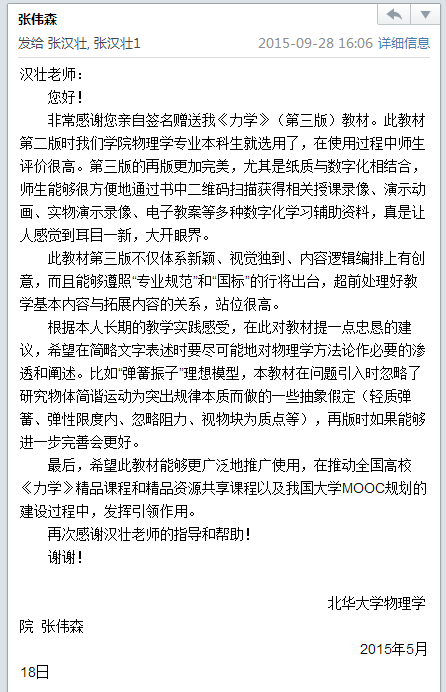 张伟森
发给 张汉壮, 张汉壮1
2015-09-28 16:06 详细信息
汉壮老师：
您好！
非常感谢您亲自签名赠送我《力学》（第三版）教材。此教材
第二版时我们学院物理学专业本科生就选用了，在使用过程中师生
评价很高。第三版的再版更加完美，尤其是纸质与数字化相结合，
师生能够很方便地通过书中二维码扫描获得相关授课录像、演示动
画、实物演示录像、电子教案等多种数字化学习辅助资料，真是让
人感觉到耳目一新，大开眼界。
此教材第三版不仅体系新颖、视觉独到、内容逻辑编排上有创
意，而且能够遵照“专业规范”和“国标”的行将出台，超前处理好教
学基本内容与拓展内容的关系，站位很高。
根据本人长期的教学实践感受，在此对教材提一点忠恳的建
议，希望在简略文字表述时要尽可能地对物理学方法论作必要的渗
透和阐述。比如“弹簧振子”理想模型，本教材在问题引入时忽略了
研究物体简谐运动为突出规律本质而做的一些抽象假定（轻质弹
簧、弹性限度内、忽略阻力、视物块为质点等），再版时如果能够
进一步完善会更好。
最后，希望此教材能够更广泛地推广使用，在推动全国高校
《力学》精品课程和精品资源共享课程以及我国大学MOOC规划的
建设过程中，发挥引领作用。
再次感谢汉壮老师的指导和帮助！
谢谢！
北华大学物理学
院 张伟森
2015年5月
18日